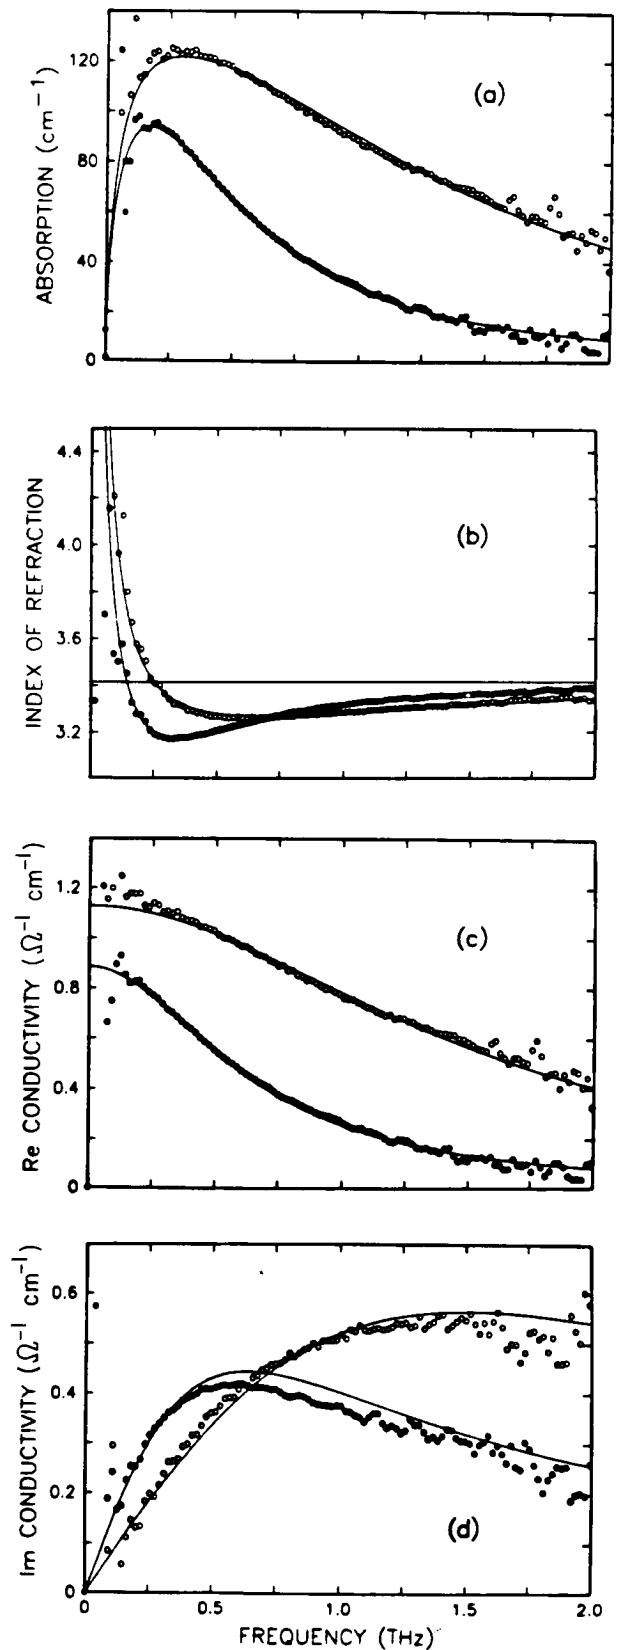 ABSORPTION (cm⁻¹)
120
80
40
0
(a)
INDEX OF REFRACTION
4.4
4.0
3.6
3.2
(b)
Re CONDUCTIVITY (Ω⁻¹ cm⁻¹)
1.2
0.8
0.4
0
(c)
Im CONDUCTIVITY (Ω⁻¹ cm⁻¹)
0.6
0.4
0.2
0
(d)
0 0.5 1.0 1.5 2.0
FREQUENCY (THz)